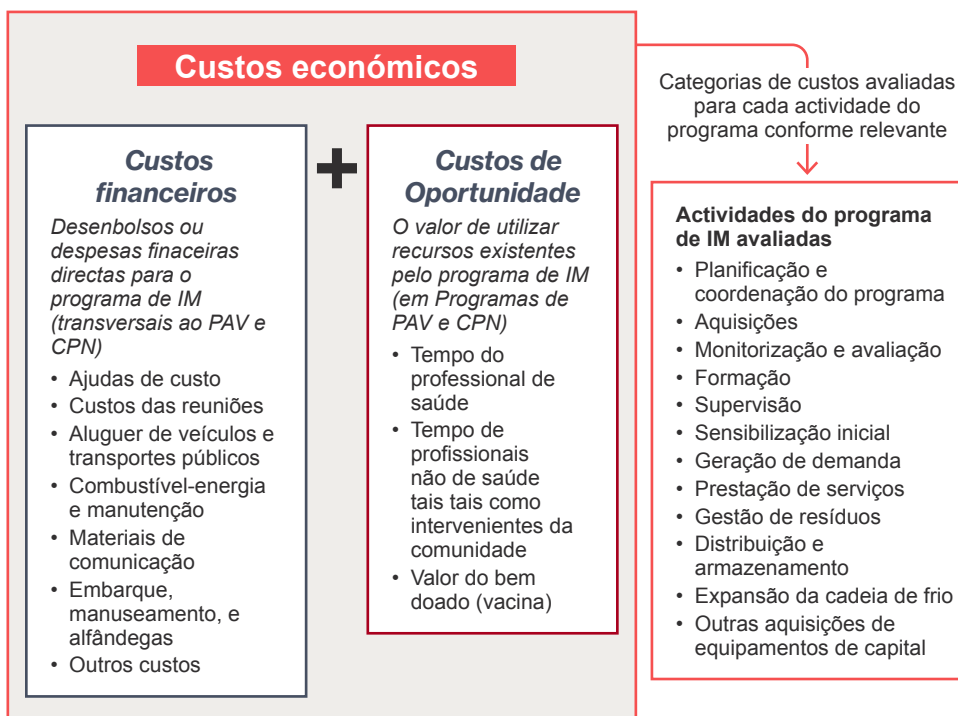 Custos económicos
Custos
financeiros
Desenbolsos ou
despesas finaceiras
directas para o
programa de IM
(transversais ao PAV e
CPN)
• Ajudas de custo
• Custos das reuniões
• Aluguer de veículos e
transportes públicos
• Combustível-energia
e manutenção
• Materiais de
comunicação
• Embarque,
manuseamento, e
alfândegas
• Outros custos
+
Custos de
Oportunidade
O valor de utilizar
recursos existentes
pelo programa de IM
(em Programas de
PAV e CPN)
• Tempo do
professional de
saúde
• Tempo de
profissionais
não de saúde
tais tais como
intervenientes da
comunidade
• Valor do bem
doado (vacina)
Categorias de custos avaliadas
para cada actividade do
programa conforme relevante
Actividades do programa
de IM avaliadas
• Planificação e
coordenação do programa
• Aquisições
• Monitorização e avaliação
• Formação
• Supervisão
• Sensibilização inicial
• Geração de demanda
• Prestação de serviços
• Gestão de resíduos
• Distribuição e
armazenamento
• Expansão da cadeia de frio
• Outras aquisições de
equipamentos de capital